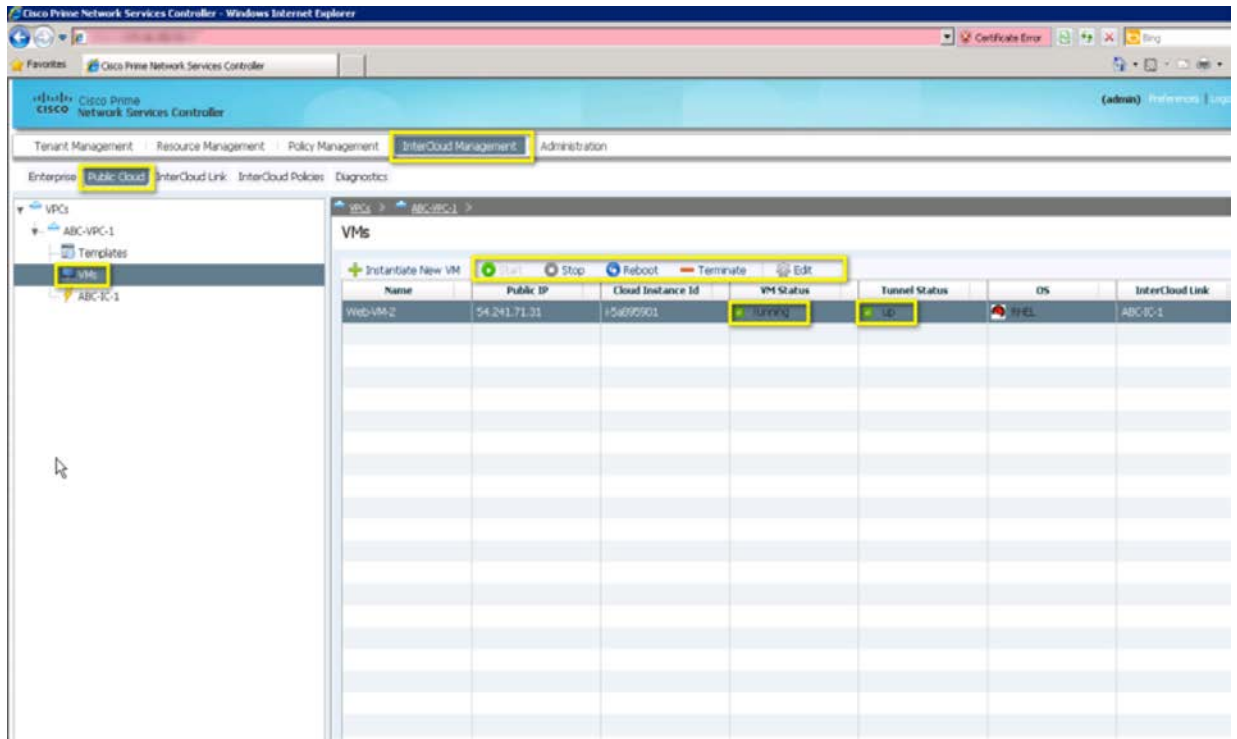 Cisco Prime Network Services Controller - Windows Internet Explorer
Certificate Error
Bing
Favorites Cisco Prime Network Services Controller
CISCO Cisco Prime
Network Services Controller
(admin) Preferences |
Tenant Management Resource Management Policy Management InterCloud Management Administration
Enterprise Public Cloud InterCloud Link InterCloud Policies Diagnostics
VPCs
ABC-VPC-1
Templates
VMs
ABC-IC-1
VPCs > ABC-VPC-1 >
VMs
Instantiate New VM Start Stop Reboot Terminate Edit
Name Public IP Cloud Instance Id VM Status Tunnel Status OS InterCloud Link
Web-VM-2 54.241.71.31 i-5a895901 running up RHEL ABC-IC-1